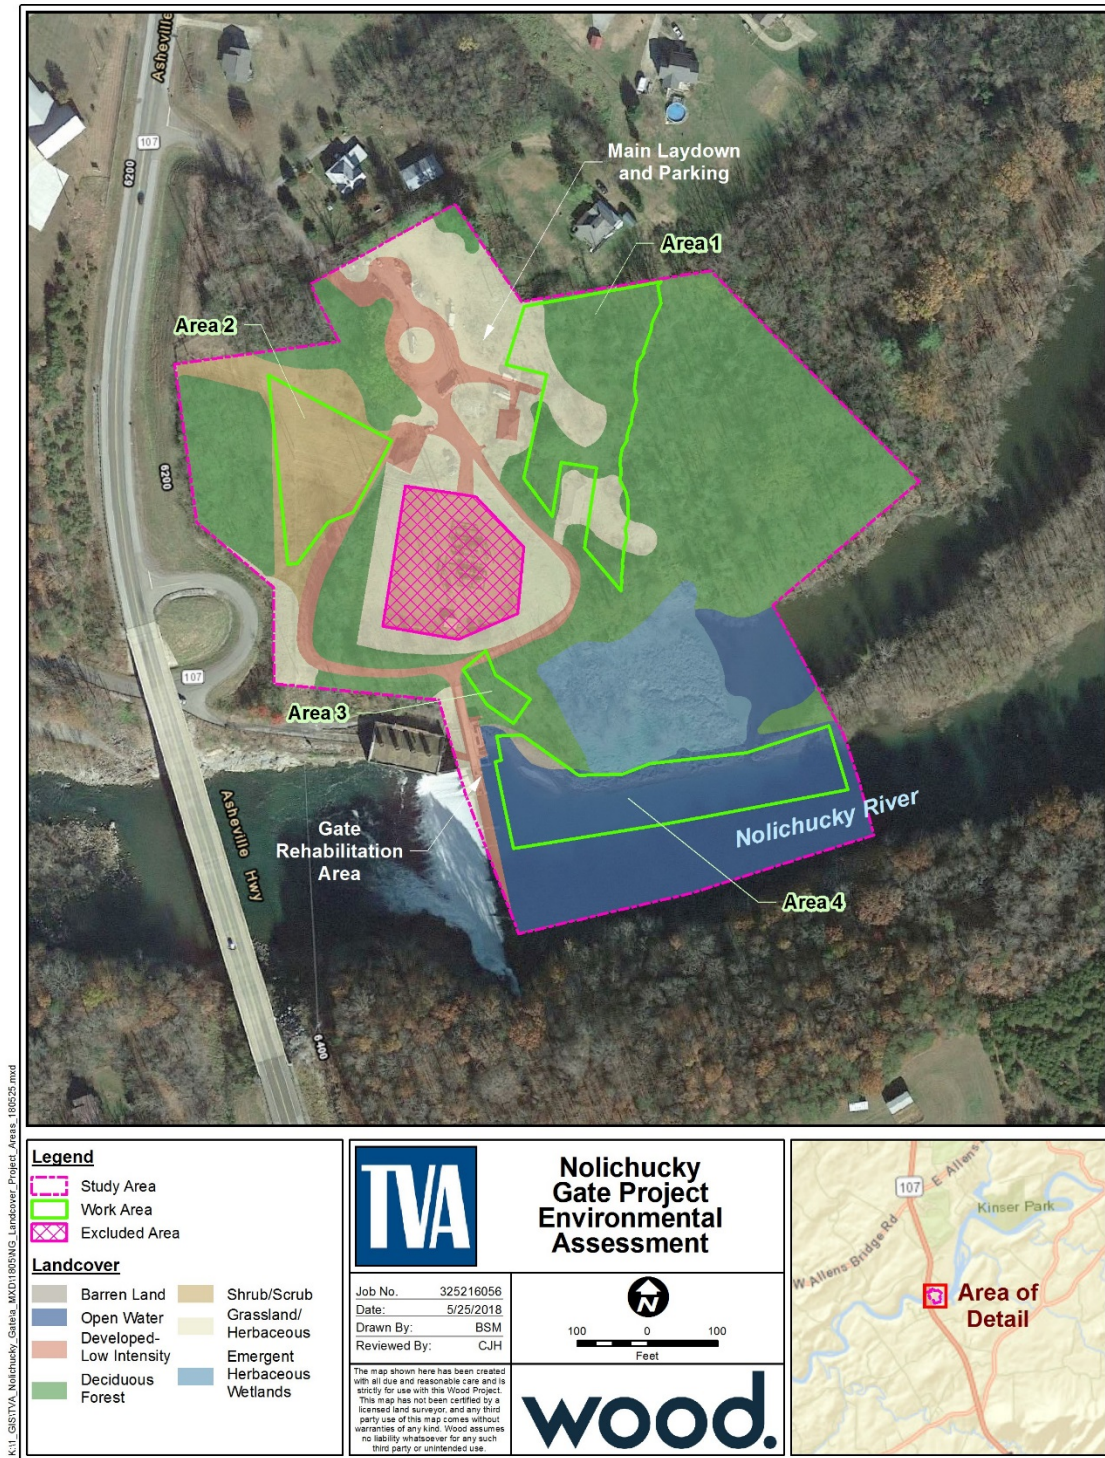 Asheville
107
6200
Main Laydown
and Parking
Area 1
Area 2
6200
107
Area 3
Gate
Rehabilitation
Area
Asheville Hwy
Nolichucky River
Area 4
6400
K:\1_GIS\TVA_Nolichucky_Gate\a_MXD\1805\NG_Landcover_Project_Areas_180525.mxd
Legend
Study Area
Work Area
Excluded Area
Landcover
Barren Land
Open Water
Developed-
Low Intensity
Deciduous
Forest
Shrub/Scrub
Grassland/
Herbaceous
Emergent
Herbaceous
Wetlands
TVA
Nolichucky
Gate Project
Environmental
Assessment
Job No. 325216056
Date: 5/25/2018
Drawn By: BSM
Reviewed By: CJH
The map shown here has been created
with all due and reasonable care and is
strictly for use with this Wood Project.
This map has not been certified by a
licensed land surveyor, and any third
party use of this map comes without
warranties of any kind. Wood assumes
no liability whatsoever for any such
third party or unintended use.
N
100 0 100
Feet
wood.
107
E Allens
Kinser Park
W Allens Bridge Rd
Area of
Detail